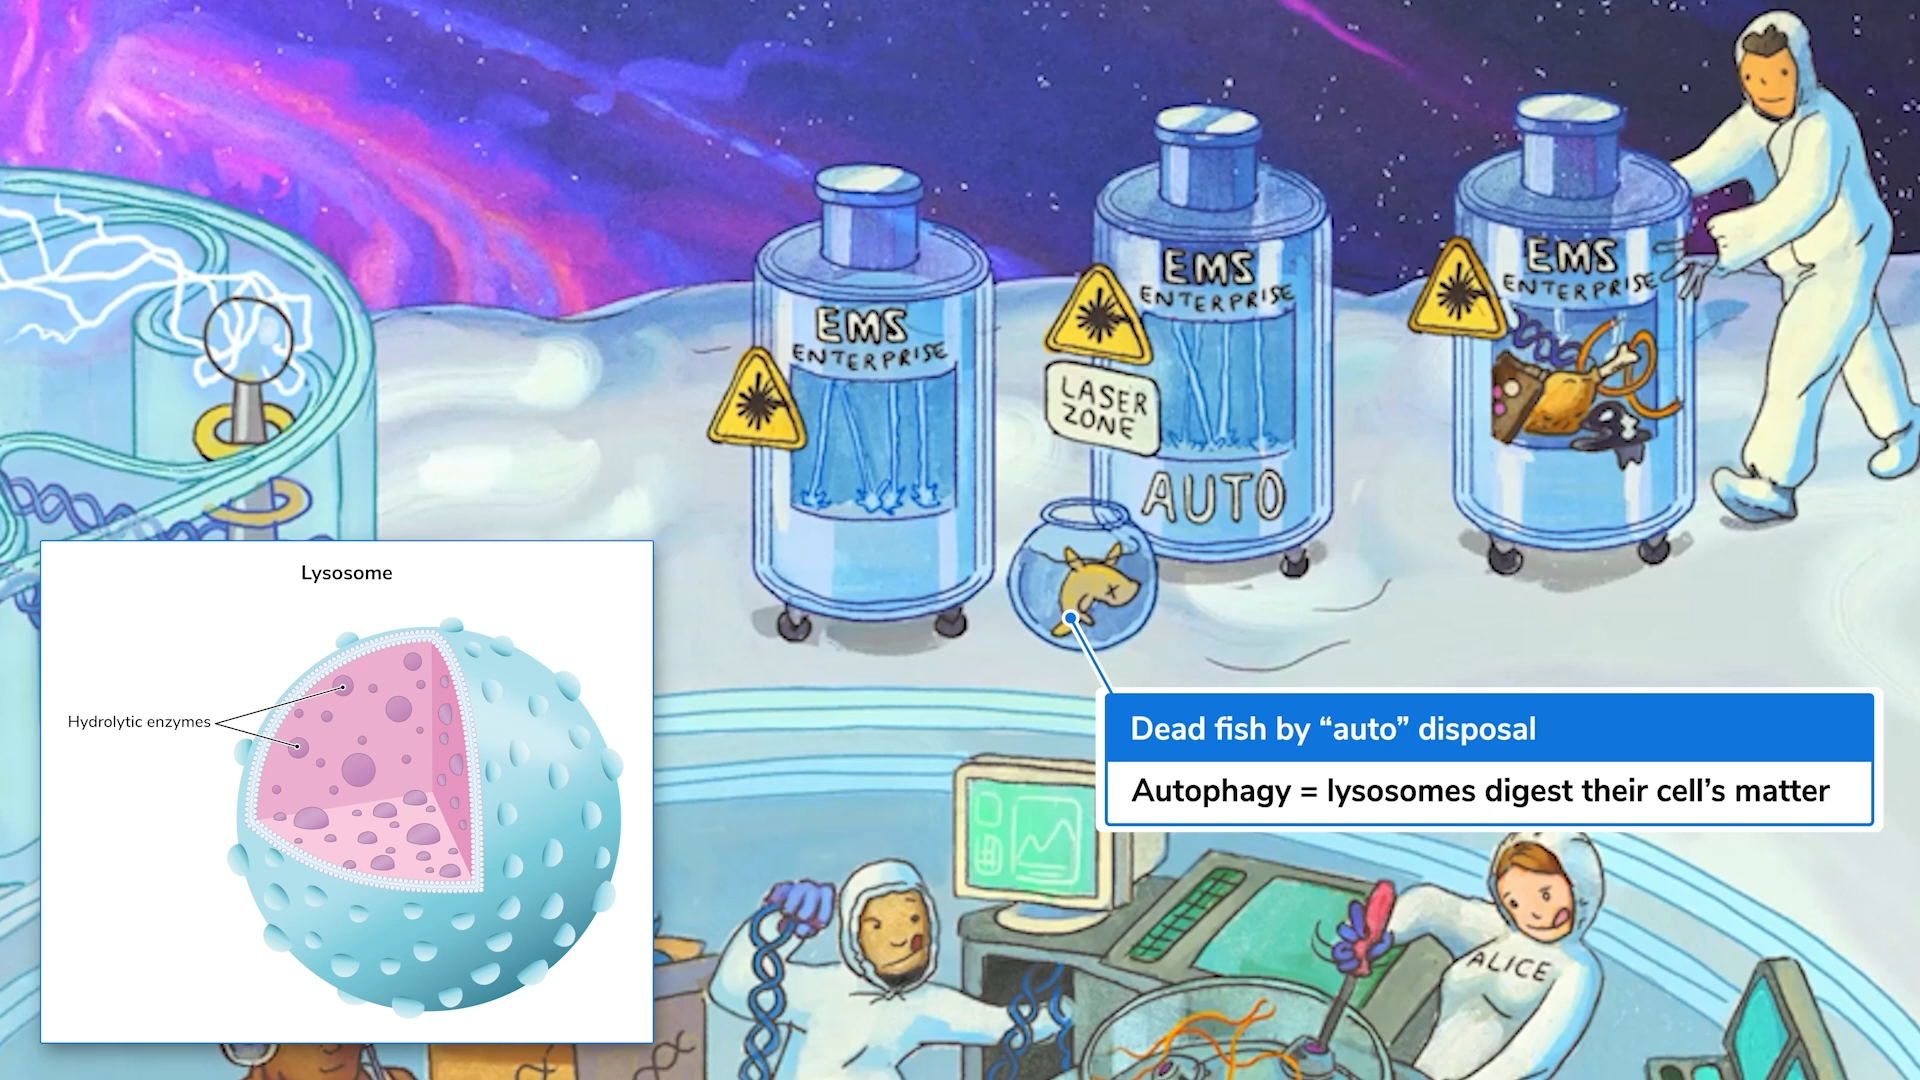 EMS
ENTERPRISE
EMS
ENTERPRISE
LASER
ZONE
AUTO
EMS
ENTERPRISE
Lysosome
Hydrolytic enzymes
Dead fish by “auto” disposal
Autophagy = lysosomes digest their cell’s matter
ALICE